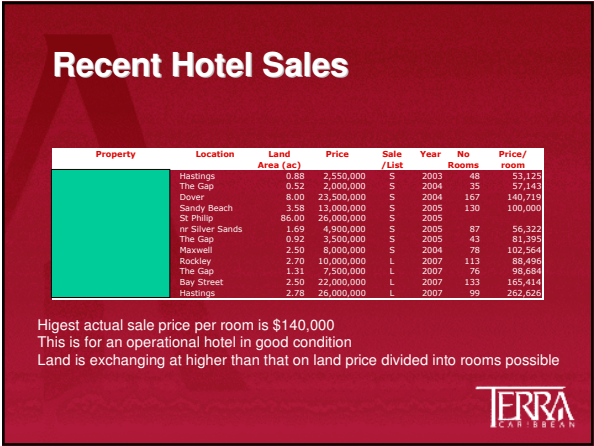 Recent Hotel Sales
Property Location Land Area (ac) Price Sale /List Year No Rooms Price/ room
Hastings 0.88 2,550,000 S 2003 48 53,125
The Gap 0.52 2,000,000 S 2004 35 57,143
Dover 8.00 23,500,000 S 2004 167 140,719
Sandy Beach 3.58 13,000,000 S 2005 130 100,000
St Philip 86.00 26,000,000 S 2005
nr Silver Sands 1.69 4,900,000 S 2005 87 56,322
The Gap 0.92 3,500,000 S 2005 43 81,395
Maxwell 2.50 8,000,000 S 2004 78 102,564
Rockley 2.70 10,000,000 L 2007 113 88,496
The Gap 1.31 7,500,000 L 2007 76 98,684
Bay Street 2.50 22,000,000 L 2007 133 165,414
Hastings 2.78 26,000,000 L 2007 99 262,626
Higest actual sale price per room is $140,000
This is for an operational hotel in good condition
Land is exchanging at higher than that on land price divided into rooms possible
TERRA
CARIBBEAN